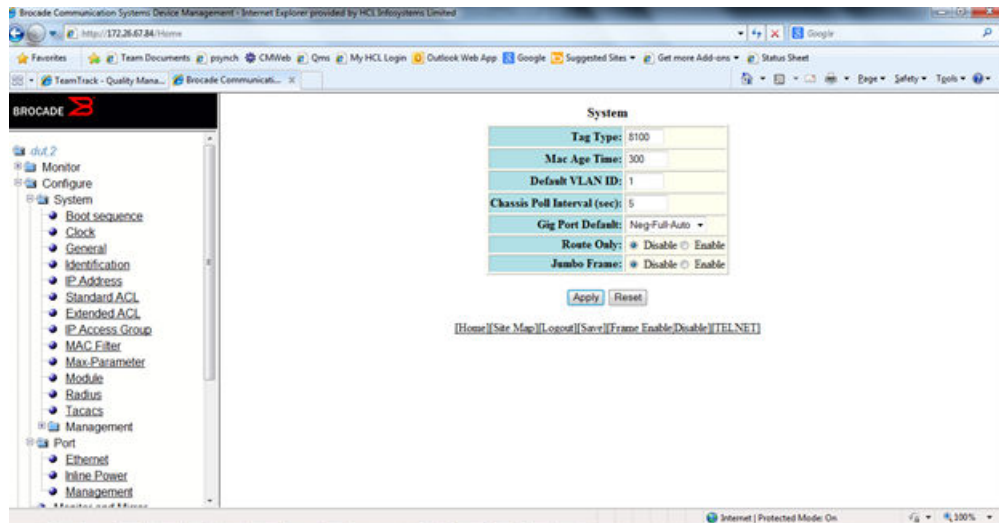 Brocade Communication Systems Device Management - Internet Explorer provided by HCL Infosystems Limited
http://172.26.67.84/Home
Google
Favorites Team Documents psynch CMWeb Qms My HCL Login Outlook Web App Google Suggested Sites Get more Add-ons Status Sheet
TeamTrack - Quality Mana... Brocade Communicati...
Page Safety Tools
BROCADE
dut.2
Monitor
Configure
System
Boot sequence
Clock
General
Identification
IP Address
Standard ACL
Extended ACL
IP Access Group
MAC Filter
Max-Parameter
Module
Radius
Tacacs
Management
Port
Ethernet
Inline Power
Management
Monitor and Mirror
System
Tag Type: 8100
Mac Age Time: 300
Default VLAN ID: 1
Chassis Poll Interval (sec): 5
Gig Port Default: Neg-Full-Auto
Route Only: Disable Enable
Jumbo Frame: Disable Enable
Apply Reset
[Home][Site Map][Logout][Save][Frame Enable|Disable][TELNET]
Internet | Protected Mode: On 100%